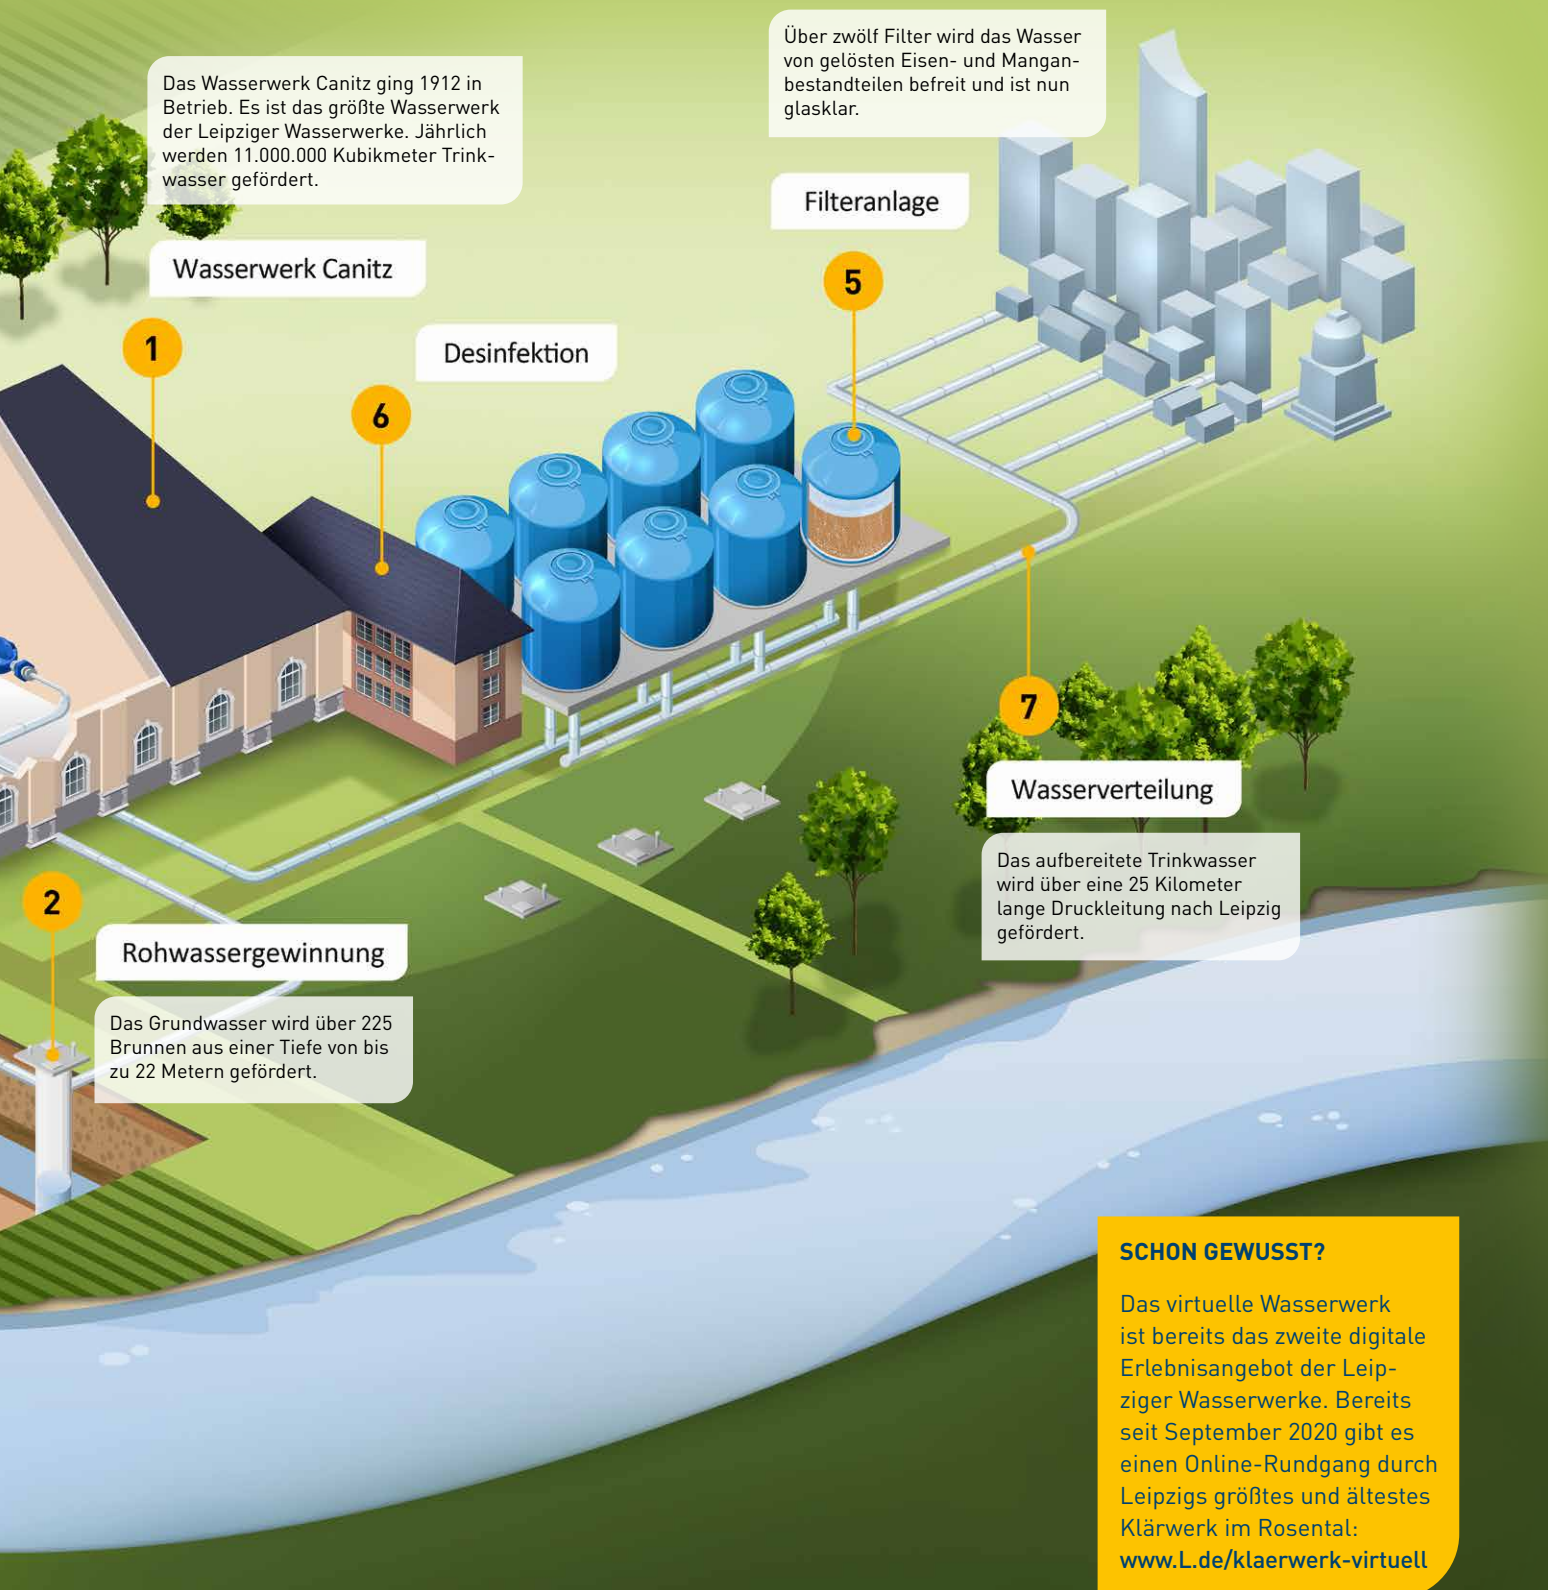 Das Wasserwerk Canitz ging 1912 in
Betrieb. Es ist das größte Wasserwerk
der Leipziger Wasserwerke. Jährlich
werden 11.000.000 Kubikmeter Trink-
wasser gefördert.
Wasserwerk Canitz
1
Über zwölf Filter wird das Wasser
von gelösten Eisen- und Mangan-
bestandteilen befreit und ist nun
glasklar.
Filteranlage
5
Desinfektion
6
7
Wasserverteilung
Das aufbereitete Trinkwasser
wird über eine 25 Kilometer
lange Druckleitung nach Leipzig
gefördert.
2
Rohwassergewinnung
Das Grundwasser wird über 225
Brunnen aus einer Tiefe von bis
zu 22 Metern gefördert.
SCHON GEWUSST?
Das virtuelle Wasserwerk
ist bereits das zweite digitale
Erlebnisangebot der Leip-
ziger Wasserwerke. Bereits
seit September 2020 gibt es
einen Online-Rundgang durch
Leipzigs größtes und ältestes
Klärwerk im Rosental:
www.L.de/klaerwerk-virtuell